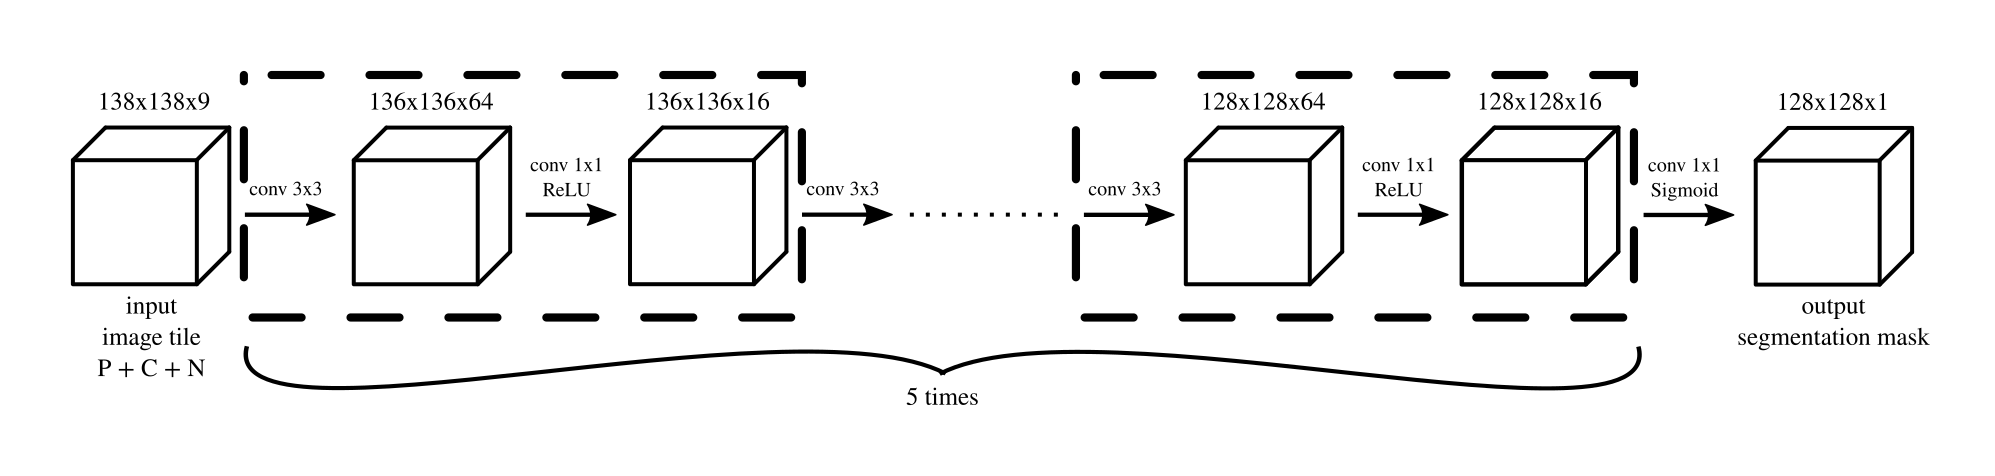 138x138x9
136x136x64
136x136x16
128x128x64
128x128x16
128x128x1
conv 3x3
conv 1x1
ReLU
conv 3x3
conv 3x3
conv 1x1
ReLU
conv 1x1
Sigmoid
input
image tile
P + C + N
output
segmentation mask
5 times